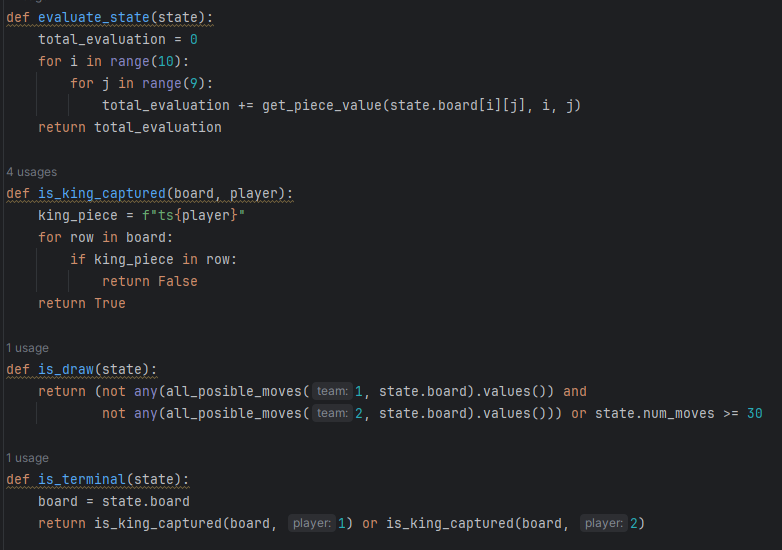 def evaluate_state(state):
    total_evaluation = 0
    for i in range(10):
        for j in range(9):
            total_evaluation += get_piece_value(state.board[i][j], i, j)
    return total_evaluation
4 usages
def is_king_captured(board, player):
    king_piece = f"ts{player}"
    for row in board:
        if king_piece in row:
            return False
    return True
1 usage
def is_draw(state):
    return (not any(all_posible_moves( team: 1, state.board).values()) and
            not any(all_posible_moves( team: 2, state.board).values())) or state.num_moves >= 30
1 usage
def is_terminal(state):
    board = state.board
    return is_king_captured(board, player: 1) or is_king_captured(board, player: 2)